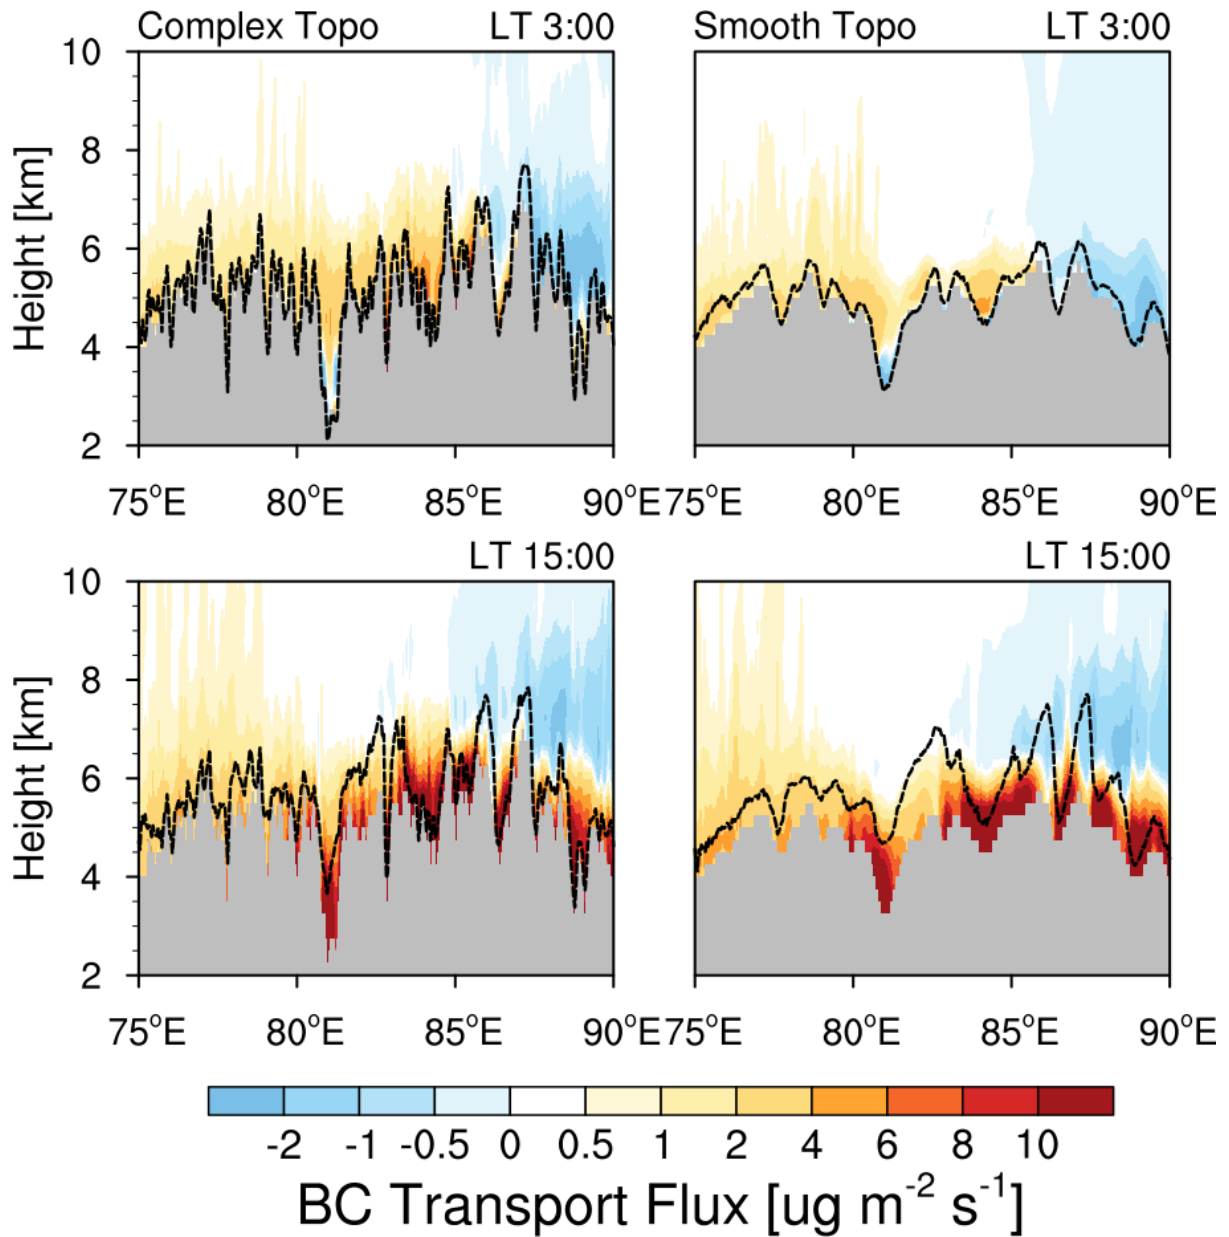 Complex Topo LT 3:00 Smooth Topo LT 3:00
10 8 6 4 2
Height [km]
75°E 80°E 85°E 90°E 75°E 80°E 85°E 90°E
LT 15:00 LT 15:00
10 8 6 4 2
Height [km]
75°E 80°E 85°E 90°E 75°E 80°E 85°E 90°E
-2 -1 -0.5 0 0.5 1 2 4 6 8 10
BC Transport Flux [ug m⁻² s⁻¹]